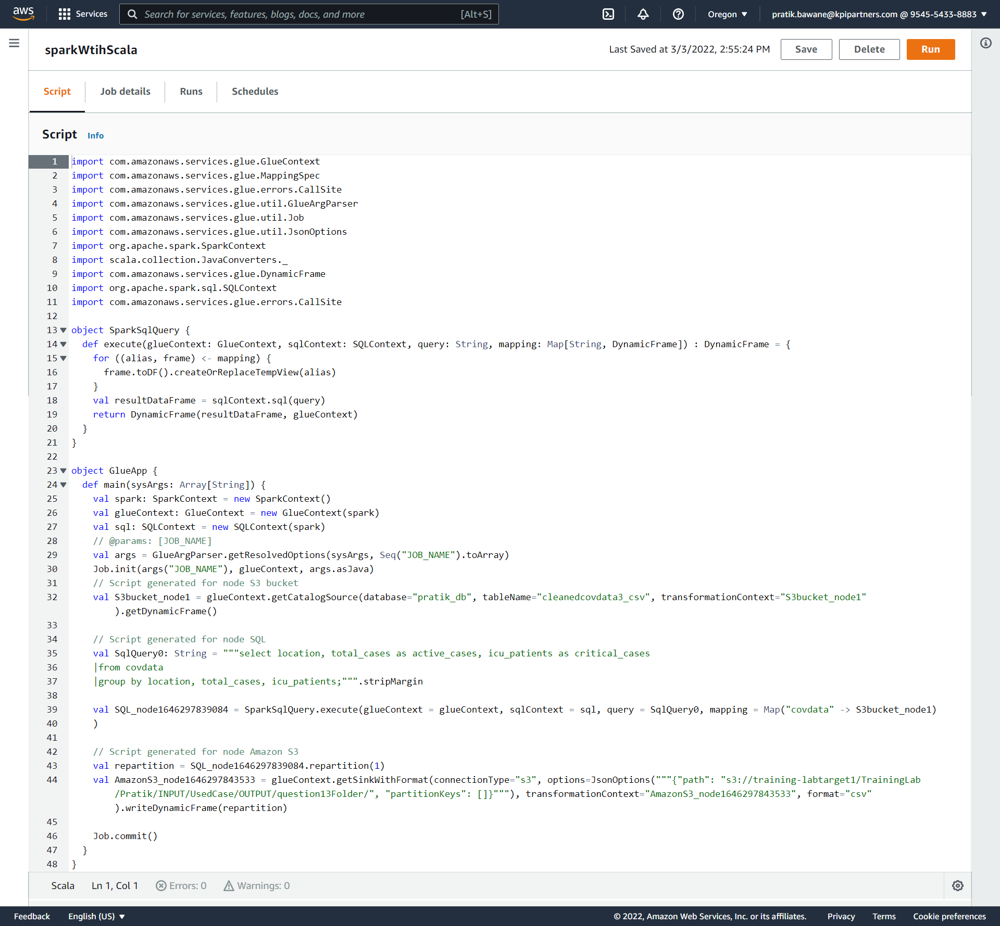 aws Services Search for services, features, blogs, docs, and more [Alt+S] Oregon ▼ pratik.bawane@kpipartners.com @ 9545-5433-8883 ▼
sparkWtihScala Last Saved at 3/3/2022, 2:55:24 PM Save Delete Run
Script Job details Runs Schedules
Script Info
1 import com.amazonaws.services.glue.GlueContext
2 import com.amazonaws.services.glue.MappingSpec
3 import com.amazonaws.services.glue.errors.CallSite
4 import com.amazonaws.services.glue.util.GlueArgParser
5 import com.amazonaws.services.glue.util.Job
6 import com.amazonaws.services.glue.util.JsonOptions
7 import org.apache.spark.SparkContext
8 import scala.collection.JavaConverters._
9 import com.amazonaws.services.glue.DynamicFrame
10 import org.apache.spark.sql.SQLContext
11 import com.amazonaws.services.glue.errors.CallSite
12
13 object SparkSqlQuery {
14 def execute(glueContext: GlueContext, sqlContext: SQLContext, query: String, mapping: Map[String, DynamicFrame]) : DynamicFrame = {
15 for ((alias, frame) <- mapping) {
16 frame.toDF().createOrReplaceTempView(alias)
17 }
18 val resultDataFrame = sqlContext.sql(query)
19 return DynamicFrame(resultDataFrame, glueContext)
20 }
21 }
22
23 object GlueApp {
24 def main(sysArgs: Array[String]) {
25 val spark: SparkContext = new SparkContext()
26 val glueContext: GlueContext = new GlueContext(spark)
27 val sql: SQLContext = new SQLContext(spark)
28 // @params: [JOB_NAME]
29 val args = GlueArgParser.getResolvedOptions(sysArgs, Seq("JOB_NAME").toArray)
30 Job.init(args("JOB_NAME"), glueContext, args.asJava)
31 // Script generated for node S3 bucket
32 val S3bucket_node1 = glueContext.getCatalogSource(database="pratik_db", tableName="cleanedcovdata3_csv", transformationContext="S3bucket_node1"
).getDynamicFrame()
33
34 // Script generated for node SQL
35 val SqlQuery0: String = """select location, total_cases as active_cases, icu_patients as critical_cases
36 |from covdata
37 |group by location, total_cases, icu_patients;""".stripMargin
38
39 val SQL_node1646297839084 = SparkSqlQuery.execute(glueContext = glueContext, sqlContext = sql, query = SqlQuery0, mapping = Map("covdata" -> S3bucket_node1)
40 )
41
42 // Script generated for node Amazon S3
43 val repartition = SQL_node1646297839084.repartition(1)
44 val AmazonS3_node1646297843533 = glueContext.getSinkWithFormat(connectionType="s3", options=JsonOptions("""{"path": "s3://training-labtarget1/TrainingLab
/Pratik/INPUT/UsedCase/OUTPUT/question13Folder/", "partitionKeys": []}"""), transformationContext="AmazonS3_node1646297843533", format="csv"
).writeDynamicFrame(repartition)
45
46 Job.commit()
47 }
48 }
Scala Ln 1, Col 1 Errors: 0 Warnings: 0
Feedback English (US) ▼ © 2022, Amazon Web Services, Inc. or its affiliates. Privacy Terms Cookie preferences